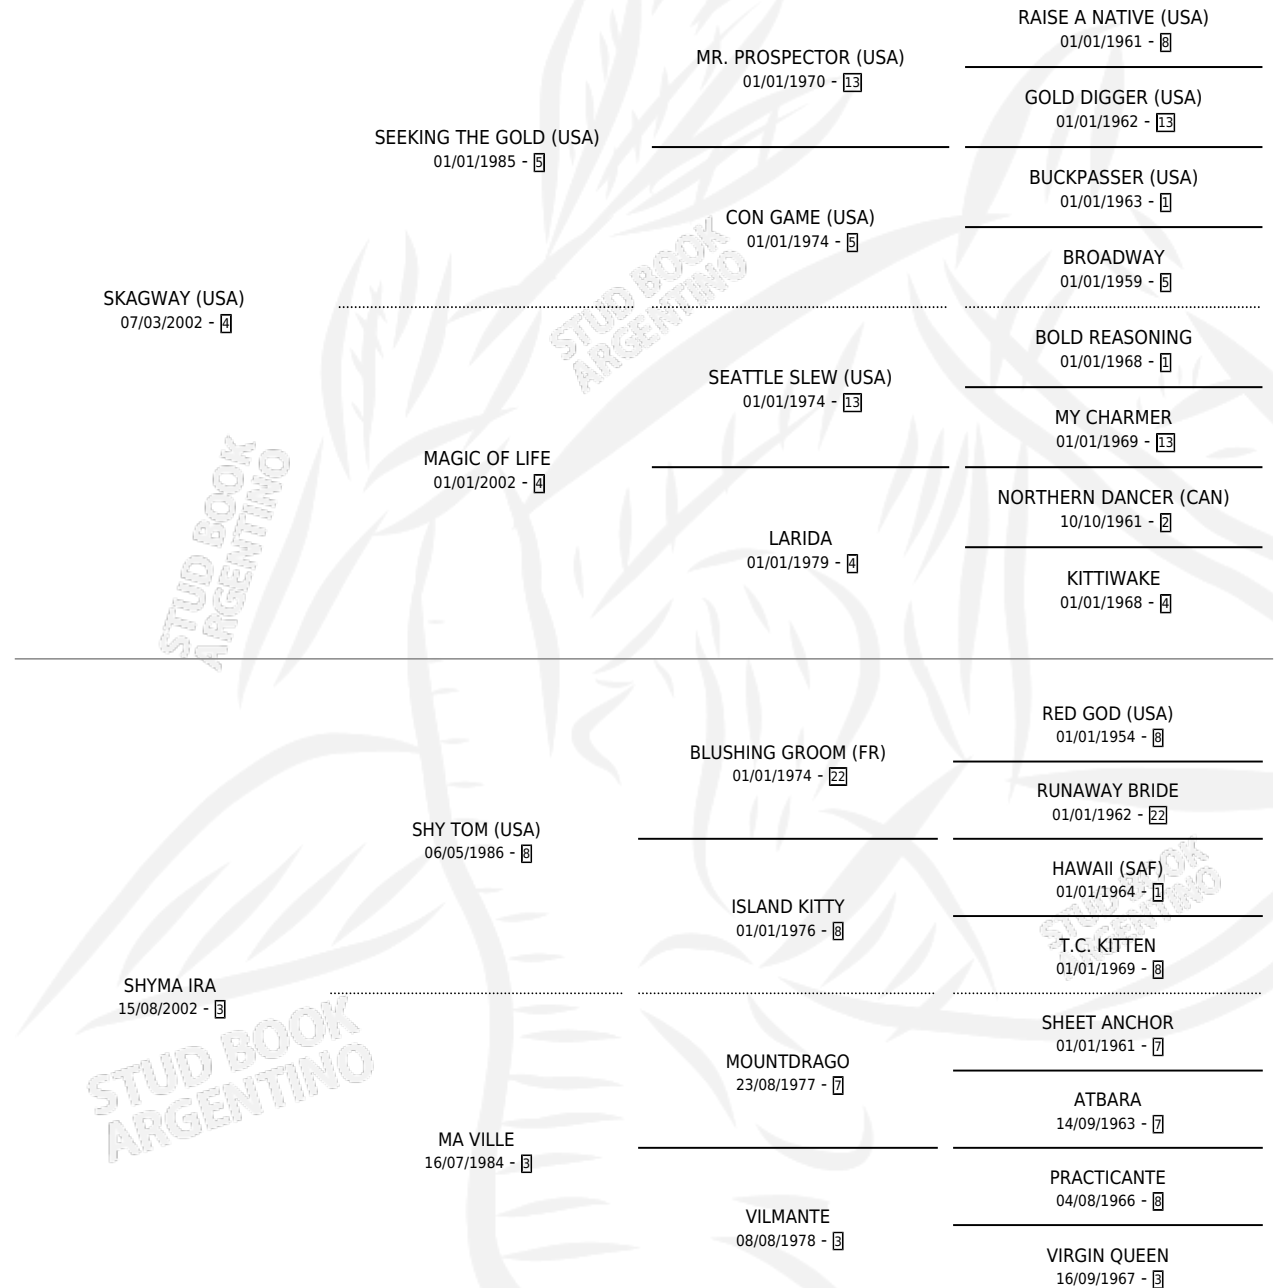 RAISE A NATIVE (USA)
01/01/1961 - 8
MR. PROSPECTOR (USA)
01/01/1970 - 13
GOLD DIGGER (USA)
01/01/1962 - 13
SEEKING THE GOLD (USA)
01/01/1985 - 5
BUCKPASSER (USA)
01/01/1963 - 1
CON GAME (USA)
01/01/1974 - 5
BROADWAY
01/01/1959 - 5
STUD BOOK
ARGENTINO
SKAGWAY (USA)
07/03/2002 - 4
BOLD REASONING
01/01/1968 - 1
SEATTLE SLEW (USA)
01/01/1974 - 13
MY CHARMER
01/01/1969 - 13
MAGIC OF LIFE
01/01/2002 - 4
NORTHERN DANCER (CAN)
10/10/1961 - 2
LARIDA
01/01/1979 - 4
KITTIWAKE
01/01/1968 - 4
STUD BOOK
ARGENTINO
RED GOD (USA)
01/01/1954 - 8
BLUSHING GROOM (FR)
01/01/1974 - 22
RUNAWAY BRIDE
01/01/1962 - 22
SHY TOM (USA)
06/05/1986 - 8
HAWAII (SAF)
01/01/1964 - 1
ISLAND KITTY
01/01/1976 - 8
T.C. KITTEN
01/01/1969 - 8
STUD BOOK
ARGENTINO
SHYMA IRA
15/08/2002 - 3
SHEET ANCHOR
01/01/1961 - 7
MOUNTDRAGO
23/08/1977 - 7
ATBARA
14/09/1963 - 7
STUD BOOK
ARGENTINO
MA VILLE
16/07/1984 - 3
PRACTICANTE
04/08/1966 - 8
VILMANTE
08/08/1978 - 3
VIRGIN QUEEN
16/09/1967 - 3